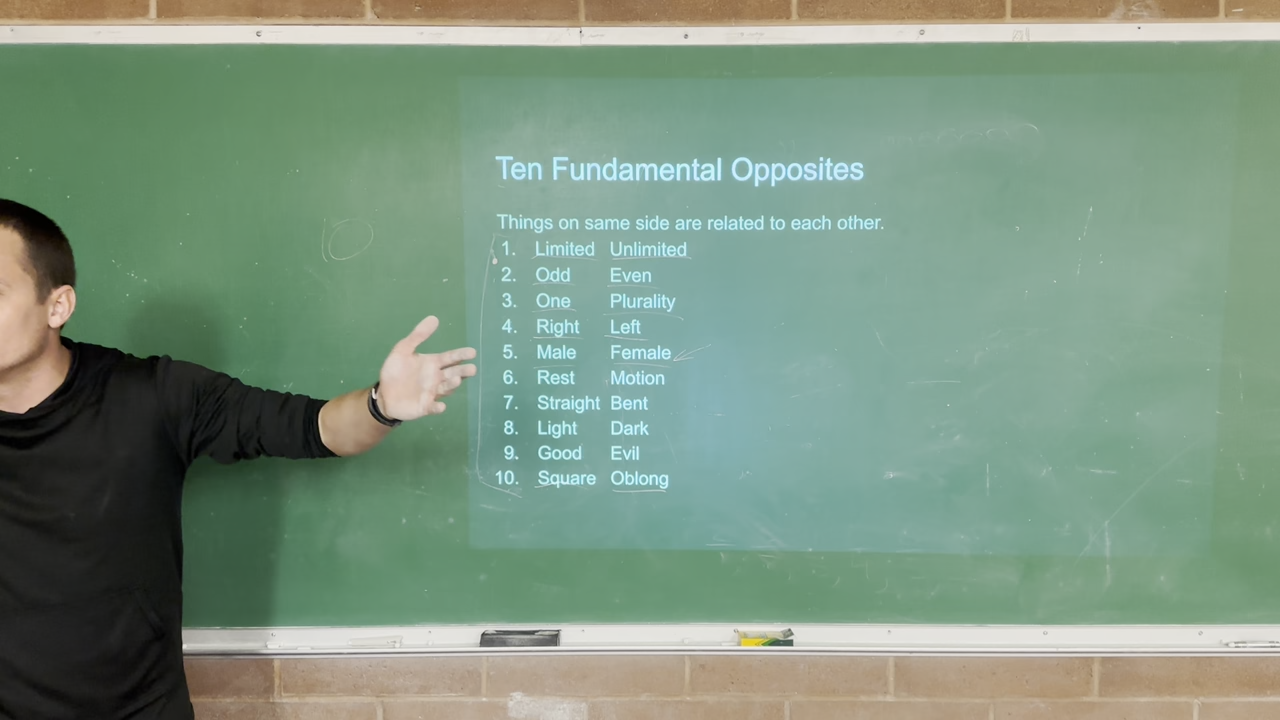 Ten Fundamental Opposites
Things on same side are related to each other.
1. Limited Unlimited
2. Odd Even
3. One Plurality
4. Right Left
5. Male Female
6. Rest Motion
7. Straight Bent
8. Light Dark
9. Good Evil
10. Square Oblong